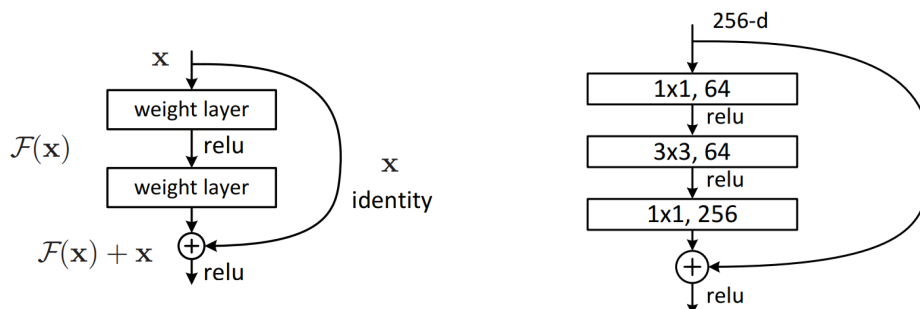 x
weight layer
relu
F(x)
weight layer
x
identity
F(x) + x
+
relu
256-d
1x1, 64
relu
3x3, 64
relu
1x1, 256
+
relu